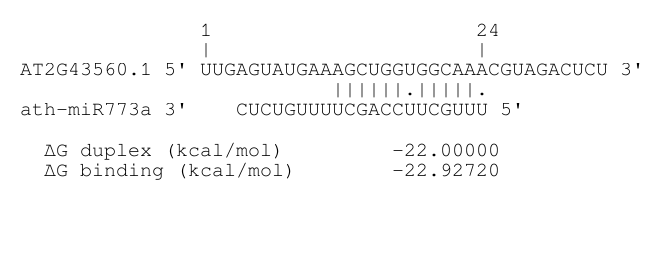 1 24
| |
AT2G43560.1 5' UUGAGUAUGAAAGCUGGUGGCAAACGUAGACUCU 3'
||||||.|||||.
ath-miR773a 3' CUCUGUUUUCGACCUUCGUUU 5'
ΔG duplex (kcal/mol) -22.00000
ΔG binding (kcal/mol) -22.92720